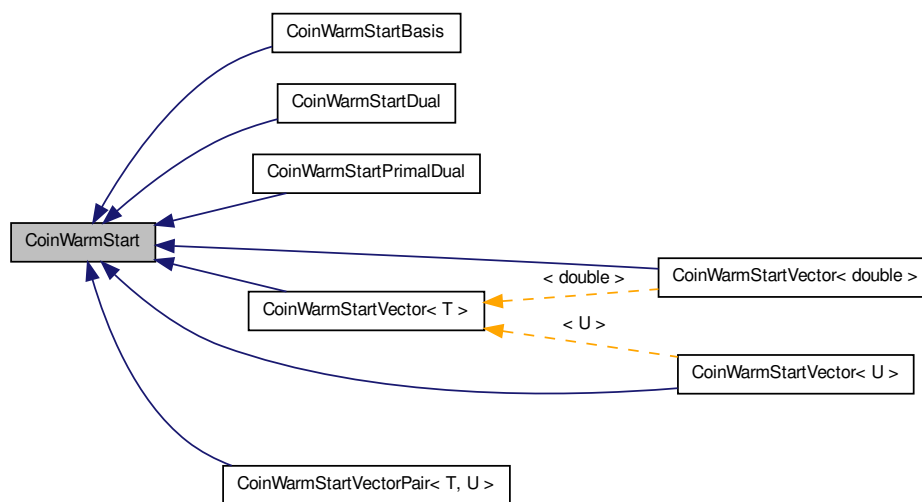 CoinWarmStartBasis
CoinWarmStartDual
CoinWarmStartPrimalDual
CoinWarmStart
CoinWarmStartVector< double >
< double >
CoinWarmStartVector< T >
< U >
CoinWarmStartVector< U >
CoinWarmStartVectorPair< T, U >